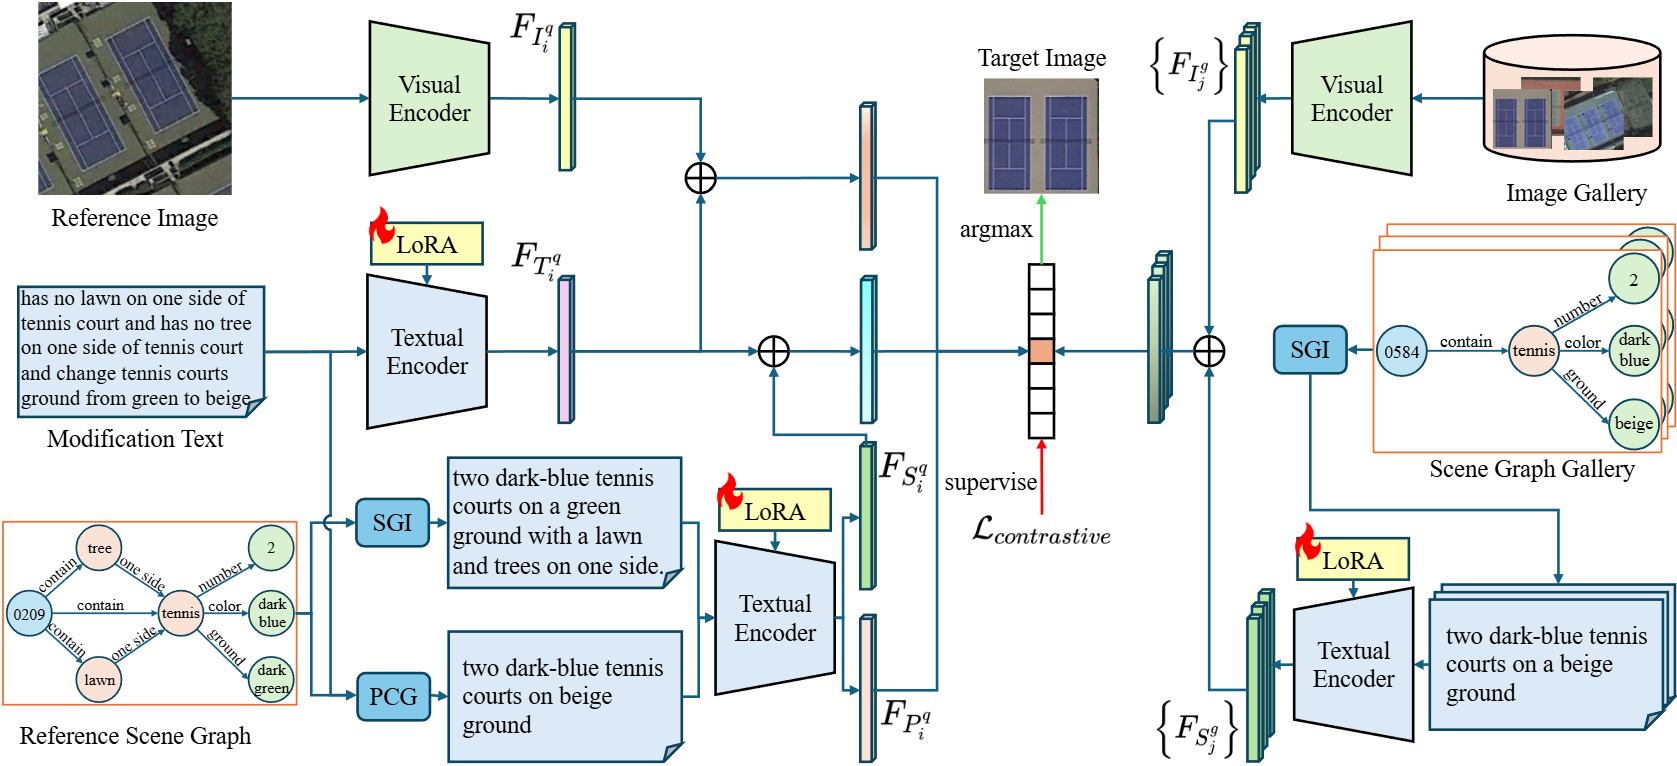 Reference Image
Visual
Encoder
F_{I_i^q}
Target Image
{F_{I_j^g}}
Visual
Encoder
Image Gallery
LoRA
F_{T_i^q}
argmax
has no lawn on one side of
tennis court and has no tree
on one side of tennis court
and change tennis courts
ground from green to beige
Modification Text
Textual
Encoder
SGI
0584
contain
tennis
number
2
color
dark
blue
ground
beige
Scene Graph Gallery
supervise
ℒ_{contrastive}
0209
contain
tree
one side
contain
tennis
contain
lawn
one side
number
2
color
dark
blue
ground
dark
green
Reference Scene Graph
SGI
two dark-blue tennis
courts on a green
ground with a lawn
and trees on one side.
PCG
two dark-blue tennis
courts on beige
ground
LoRA
Textual
Encoder
F_{S_i^q}
F_{P_i^q}
LoRA
Textual
Encoder
two dark-blue tennis
courts on a beige
ground
{F_{S_j^g}}